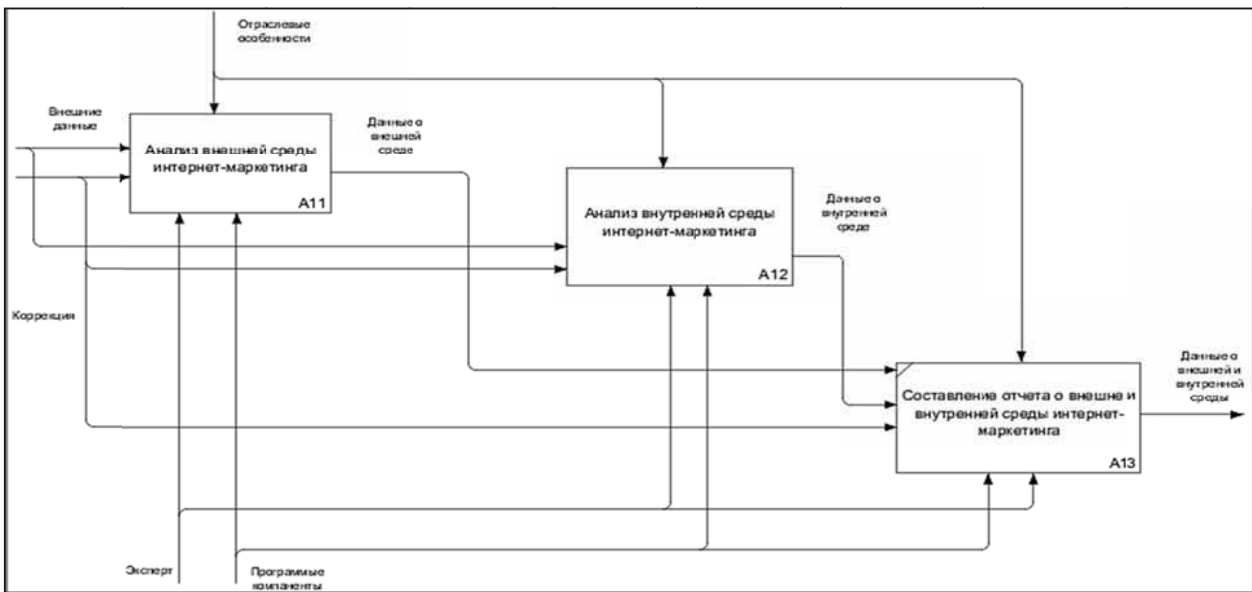 Отраслевые
особенности
Внешние
данные
Анализ внешней среды
интернет-маркетинга
A11
Данные о
внешней
среде
Анализ внутренней среды
интернет-маркетинга
A12
Данные о
внутренней
среде
Коррекция
Составление отчета о внешне и
внутренней среды интернет-
маркетинга
A13
Данные о
внешней и
внутренней
среды
Эксперт
Программые
компаненты